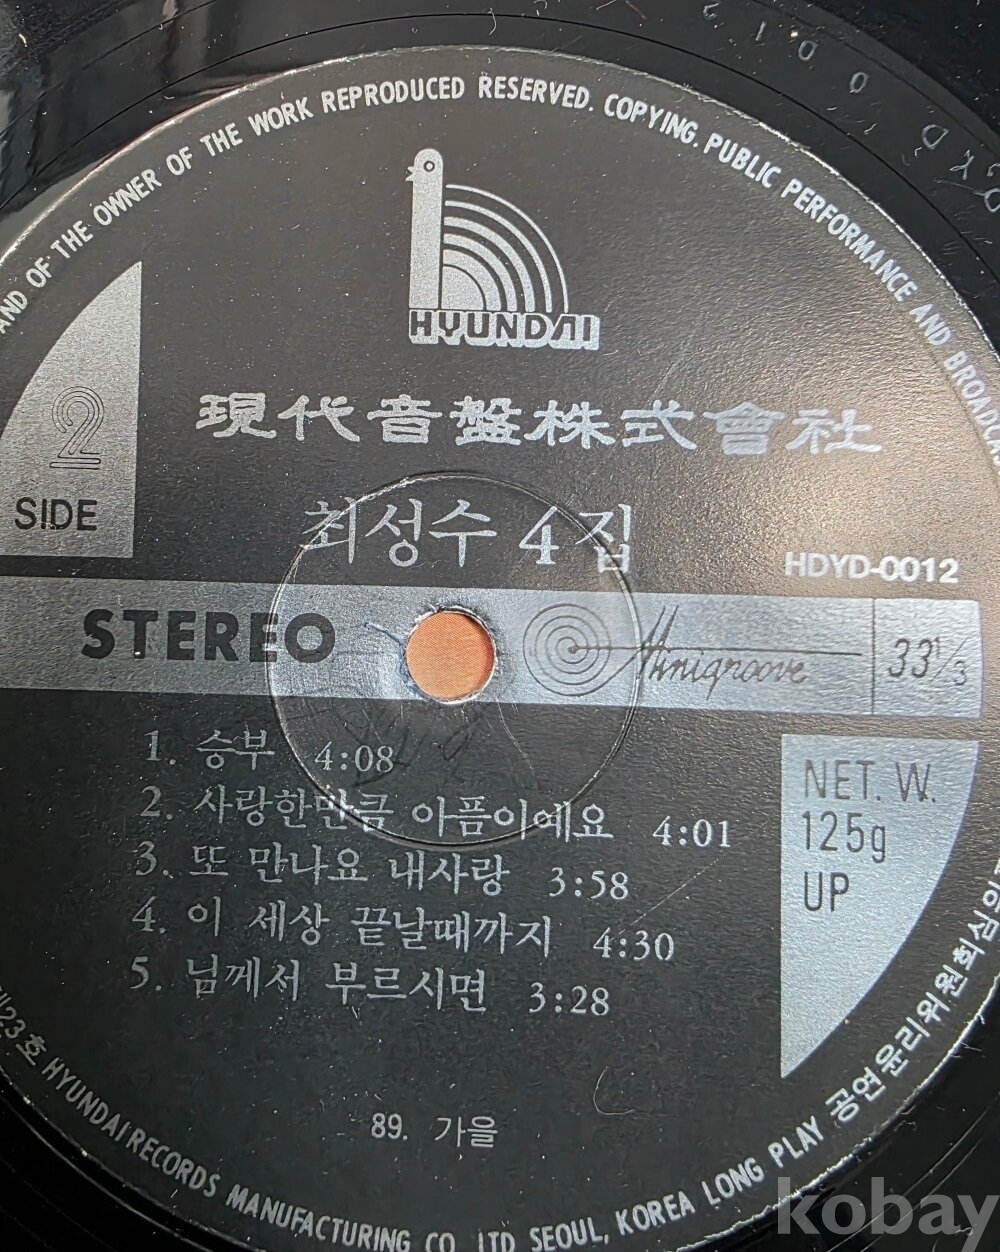 AND OF THE OWNER OF THE WORK REPRODUCED RESERVED. COPYING. PUBLIC PERFORMANCE AND BROADC
HYUNDAI
現代音盤株式會社
2
SIDE
최성수 4집
HDYD-0012
STEREO
Minigroove
33 1/3
1. 승부 4:08
2. 사랑한만큼 아픔이예요 4:01
3. 또 만나요 내사랑 3:58
4. 이 세상 끝날때까지 4:30
5. 님께서 부르시면 3:28
NET. W.
125g
UP
89. 가을
23호 HYUNDAI RECORDS MANUFACTURING CO. LTD SEOUL, KOREA LONG PLAY 공연윤리위원회심의
kobay